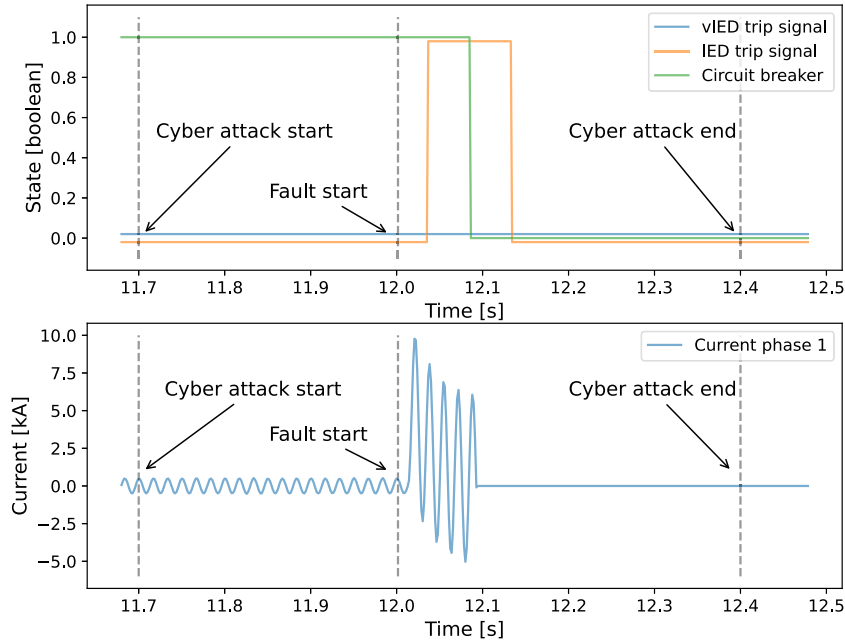 1.0
0.8
0.6
0.4
0.2
0.0
State [boolean]
vIED trip signal
IED trip signal
Circuit breaker
Cyber attack start
Cyber attack end
Fault start
11.7 11.8 11.9 12.0 12.1 12.2 12.3 12.4 12.5
Time [s]
10.0
7.5
5.0
2.5
0.0
−2.5
−5.0
Current [kA]
Current phase 1
Cyber attack start
Cyber attack end
Fault start
11.7 11.8 11.9 12.0 12.1 12.2 12.3 12.4 12.5
Time [s]